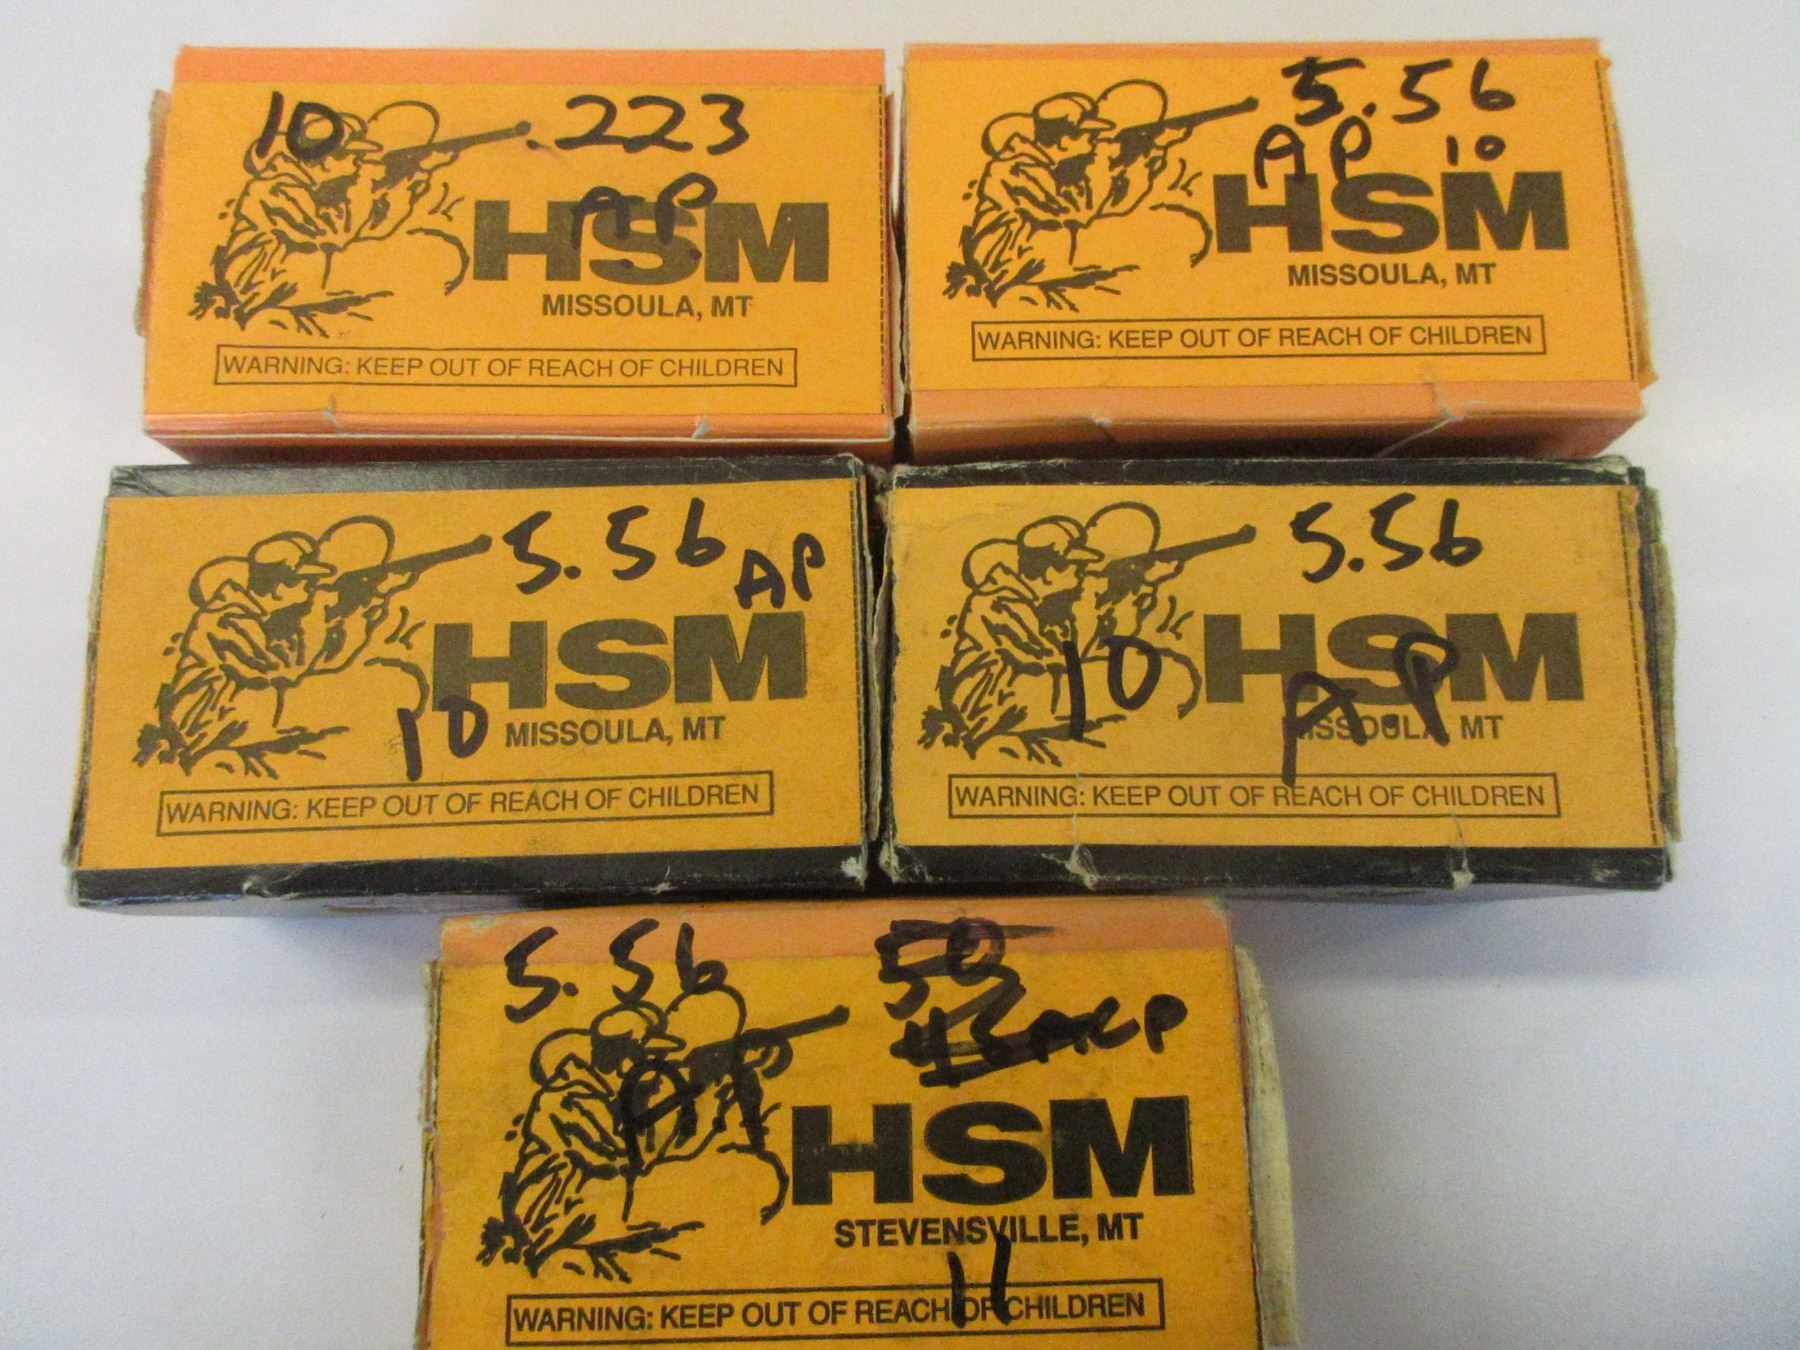 10 .223
AP
HSM
MISSOULA, MT
WARNING: KEEP OUT OF REACH OF CHILDREN
5.56
AP 10
HSM
MISSOULA, MT
WARNING: KEEP OUT OF REACH OF CHILDREN
5.56
AP
HSM
10 MISSOULA, MT
WARNING: KEEP OUT OF REACH OF CHILDREN
5.56
10 HSM
AP
MISSOULA, MT
WARNING: KEEP OUT OF REACH OF CHILDREN
5.56 50
45 ACP
AP
HSM
STEVENSVILLE, MT
11
WARNING: KEEP OUT OF REACH OF CHILDREN